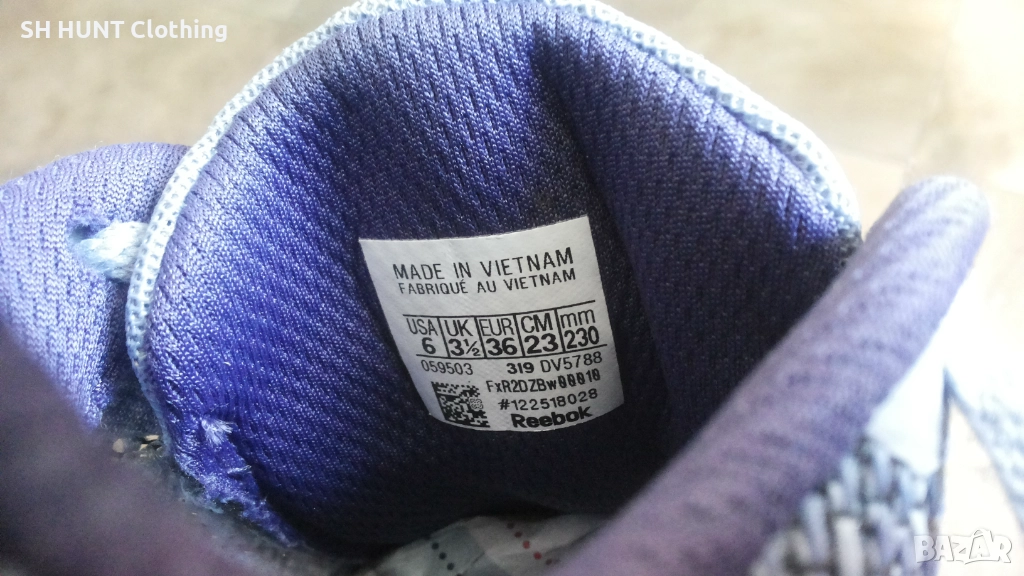 SH HUNT Clothing
MADE IN VIETNAM
FABRIQUÉ AU VIETNAM
USA UK EUR CM mm
6 3½ 36 23 230
059503 319 DV5788
FxR2DZBw00010
#122518028
Reebok
BAZAR